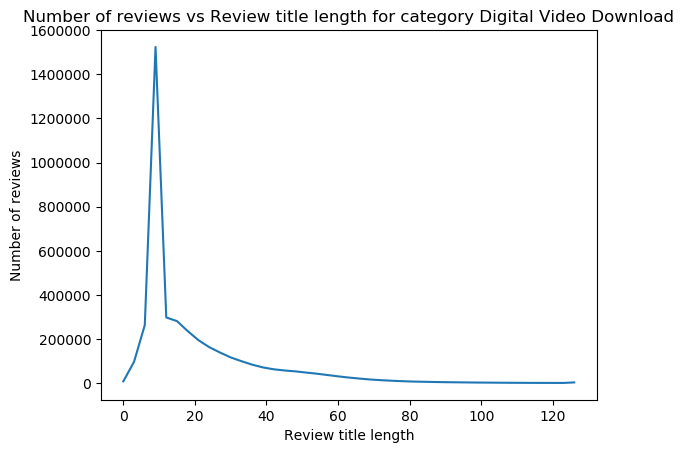 Number of reviews vs Review title length for category Digital Video Download
1600000
1400000
1200000
1000000
800000
600000
400000
200000
0
Number of reviews
0 20 40 60 80 100 120
Review title length